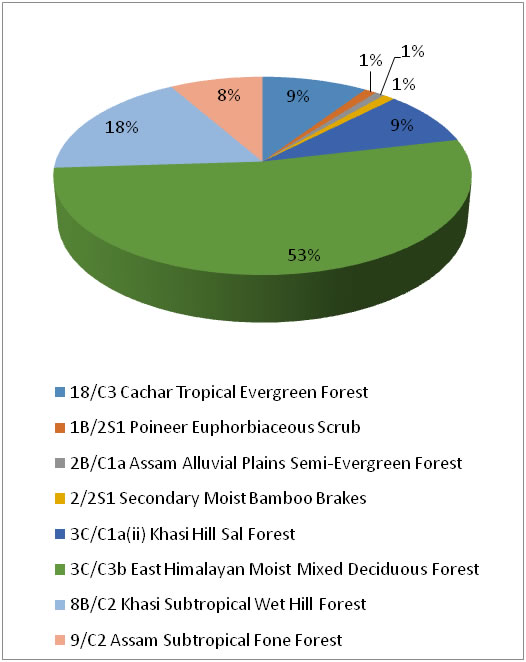 1%
1%
8%
9%
1%
18%
9%
53%
18/C3 Cachar Tropical Evergreen Forest
1B/2S1 Poineer Euphorbiaceous Scrub
2B/C1a Assam Alluvial Plains Semi-Evergreen Forest
2/2S1 Secondary Moist Bamboo Brakes
3C/C1a(ii) Khasi Hill Sal Forest
3C/C3b East Himalayan Moist Mixed Deciduous Forest
8B/C2 Khasi Subtropical Wet Hill Forest
9/C2 Assam Subtropical Fone Forest